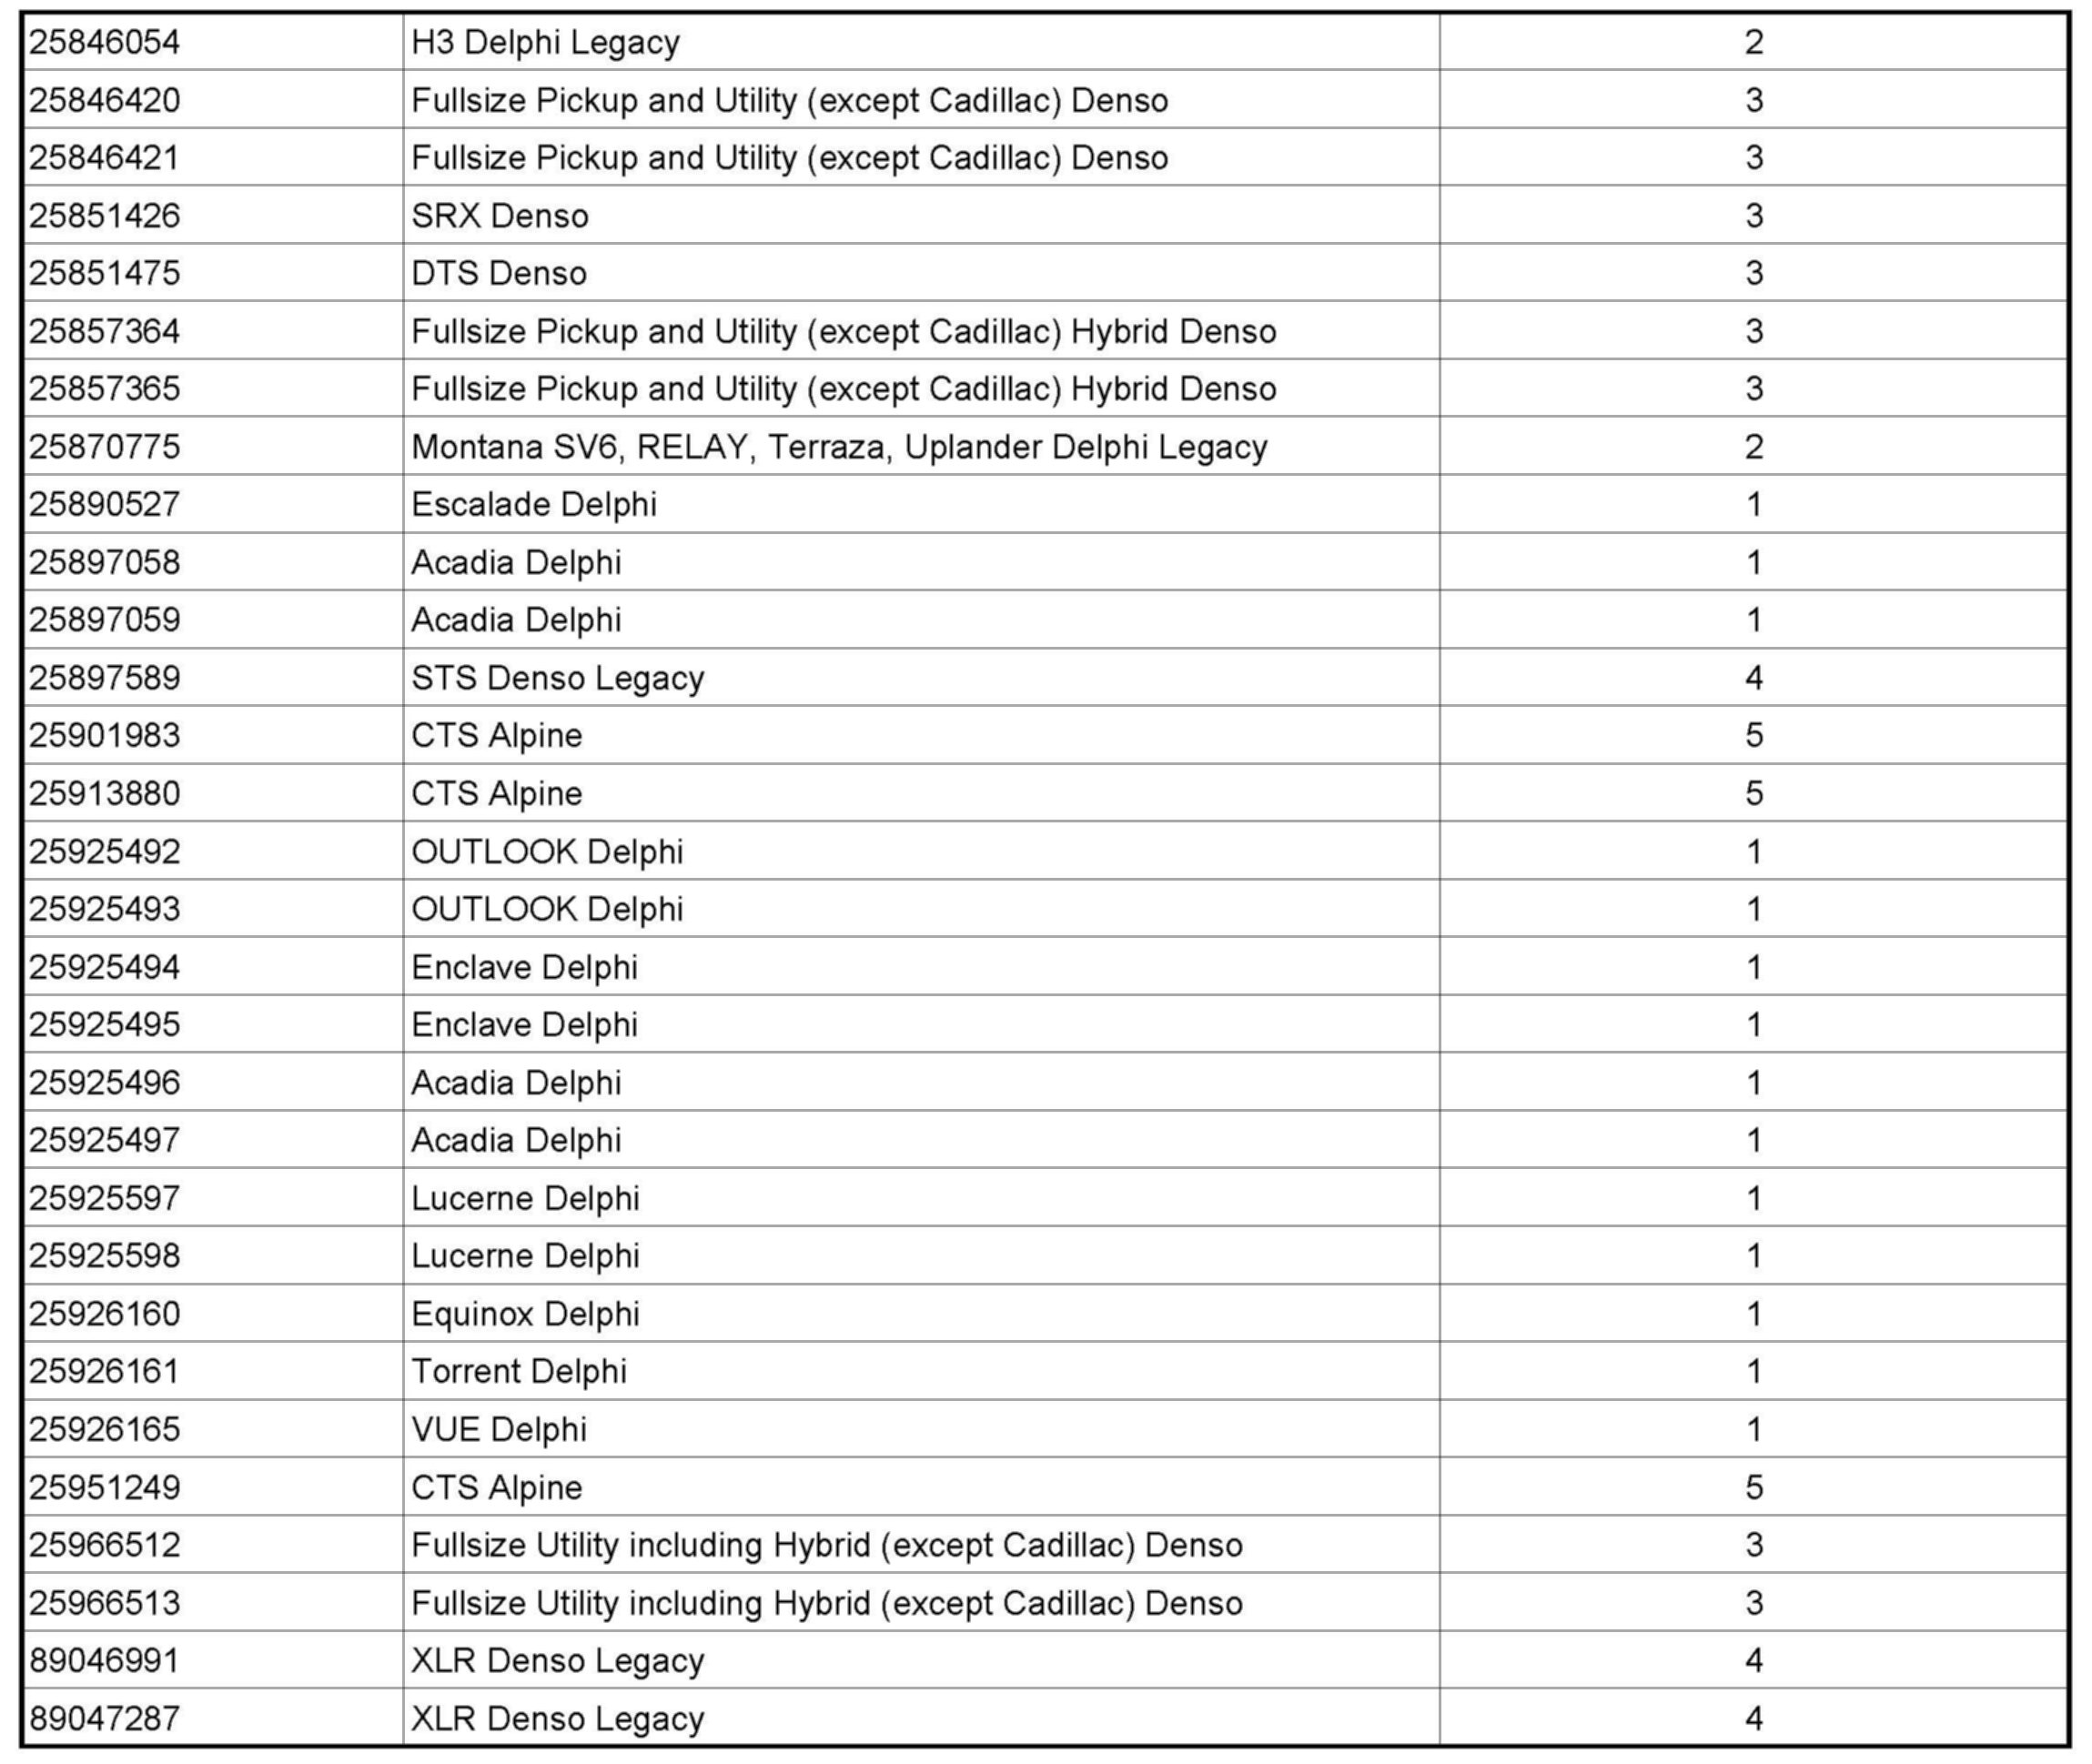 25846054 H3 Delphi Legacy 2
25846420 Fullsize Pickup and Utility (except Cadillac) Denso 3
25846421 Fullsize Pickup and Utility (except Cadillac) Denso 3
25851426 SRX Denso 3
25851475 DTS Denso 3
25857364 Fullsize Pickup and Utility (except Cadillac) Hybrid Denso 3
25857365 Fullsize Pickup and Utility (except Cadillac) Hybrid Denso 3
25870775 Montana SV6, RELAY, Terraza, Uplander Delphi Legacy 2
25890527 Escalade Delphi 1
25897058 Acadia Delphi 1
25897059 Acadia Delphi 1
25897589 STS Denso Legacy 4
25901983 CTS Alpine 5
25913880 CTS Alpine 5
25925492 OUTLOOK Delphi 1
25925493 OUTLOOK Delphi 1
25925494 Enclave Delphi 1
25925495 Enclave Delphi 1
25925496 Acadia Delphi 1
25925497 Acadia Delphi 1
25925597 Lucerne Delphi 1
25925598 Lucerne Delphi 1
25926160 Equinox Delphi 1
25926161 Torrent Delphi 1
25926165 VUE Delphi 1
25951249 CTS Alpine 5
25966512 Fullsize Utility including Hybrid (except Cadillac) Denso 3
25966513 Fullsize Utility including Hybrid (except Cadillac) Denso 3
89046991 XLR Denso Legacy 4
89047287 XLR Denso Legacy 4